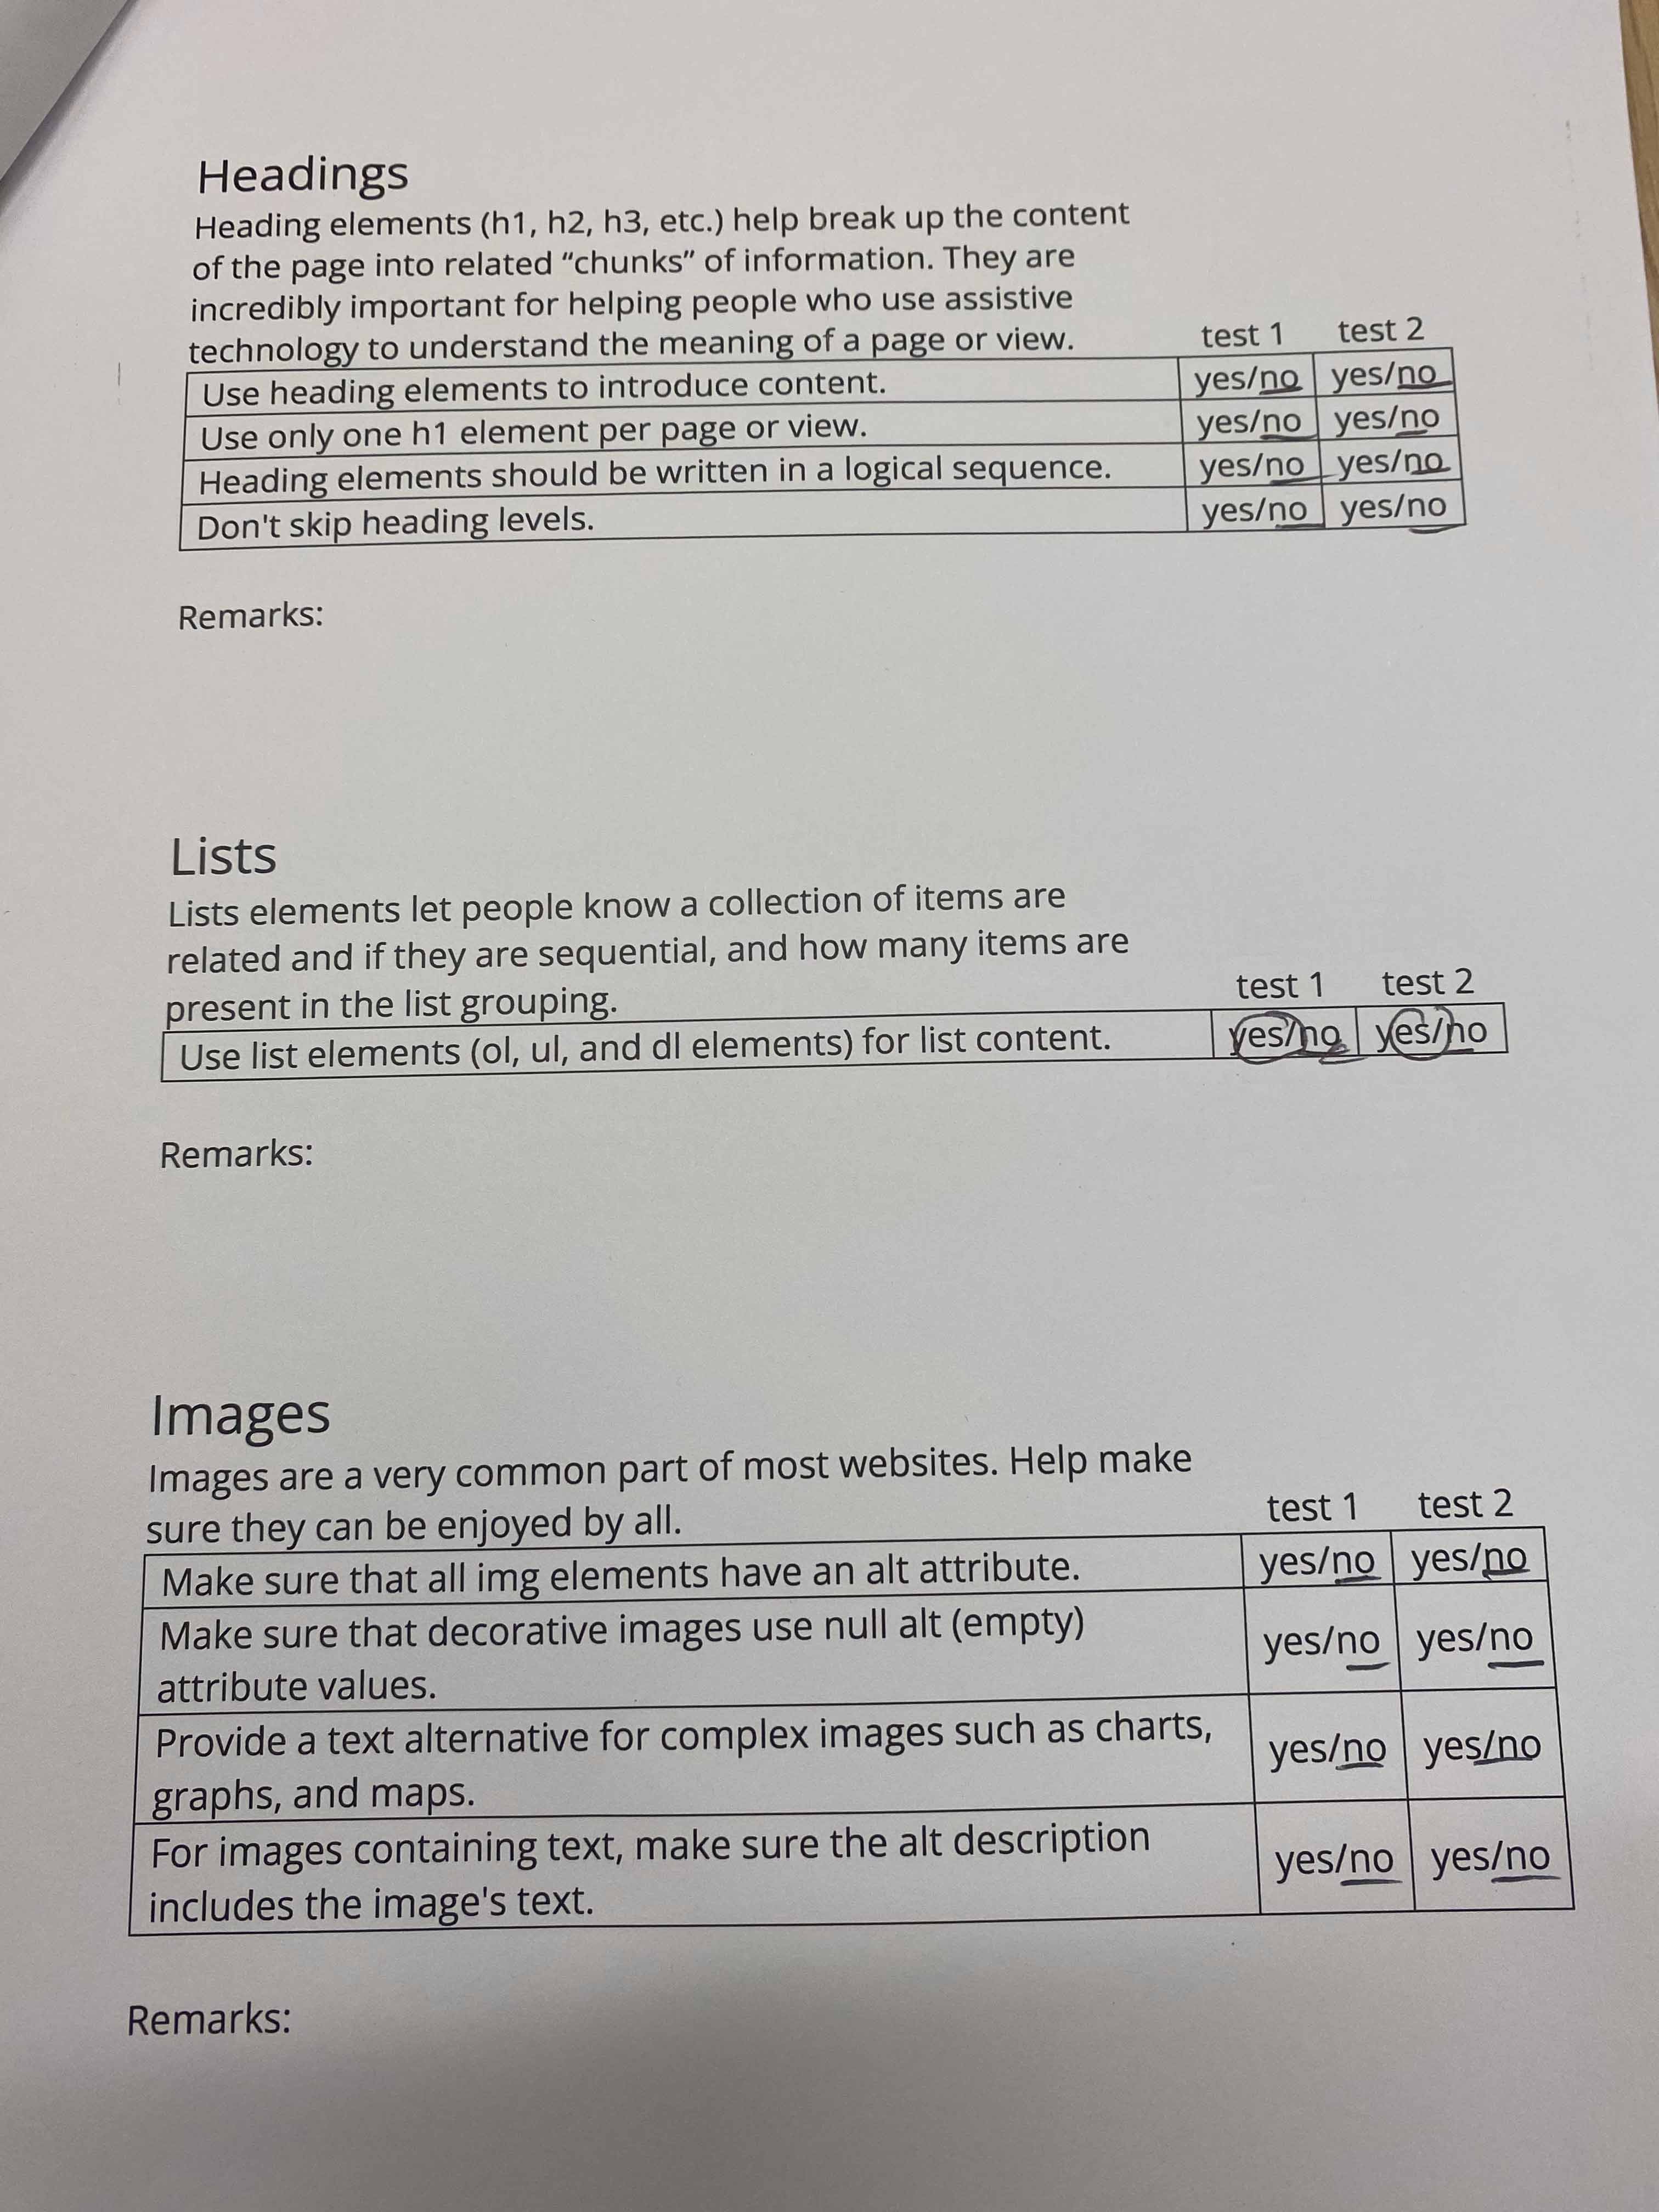 Headings
Heading elements (h1, h2, h3, etc.) help break up the content
of the page into related “chunks” of information. They are
incredibly important for helping people who use assistive
technology to understand the meaning of a page or view.
test 1 test 2
Use heading elements to introduce content. yes/no yes/no
Use only one h1 element per page or view. yes/no yes/no
Heading elements should be written in a logical sequence. yes/no yes/no
Don't skip heading levels. yes/no yes/no
Remarks:
Lists
Lists elements let people know a collection of items are
related and if they are sequential, and how many items are
present in the list grouping.
test 1 test 2
Use list elements (ol, ul, and dl elements) for list content. yes/no yes/no
Remarks:
Images
Images are a very common part of most websites. Help make
sure they can be enjoyed by all.
test 1 test 2
Make sure that all img elements have an alt attribute. yes/no yes/no
Make sure that decorative images use null alt (empty)
attribute values.
yes/no yes/no
Provide a text alternative for complex images such as charts,
graphs, and maps.
yes/no yes/no
For images containing text, make sure the alt description
includes the image's text.
yes/no yes/no
Remarks: